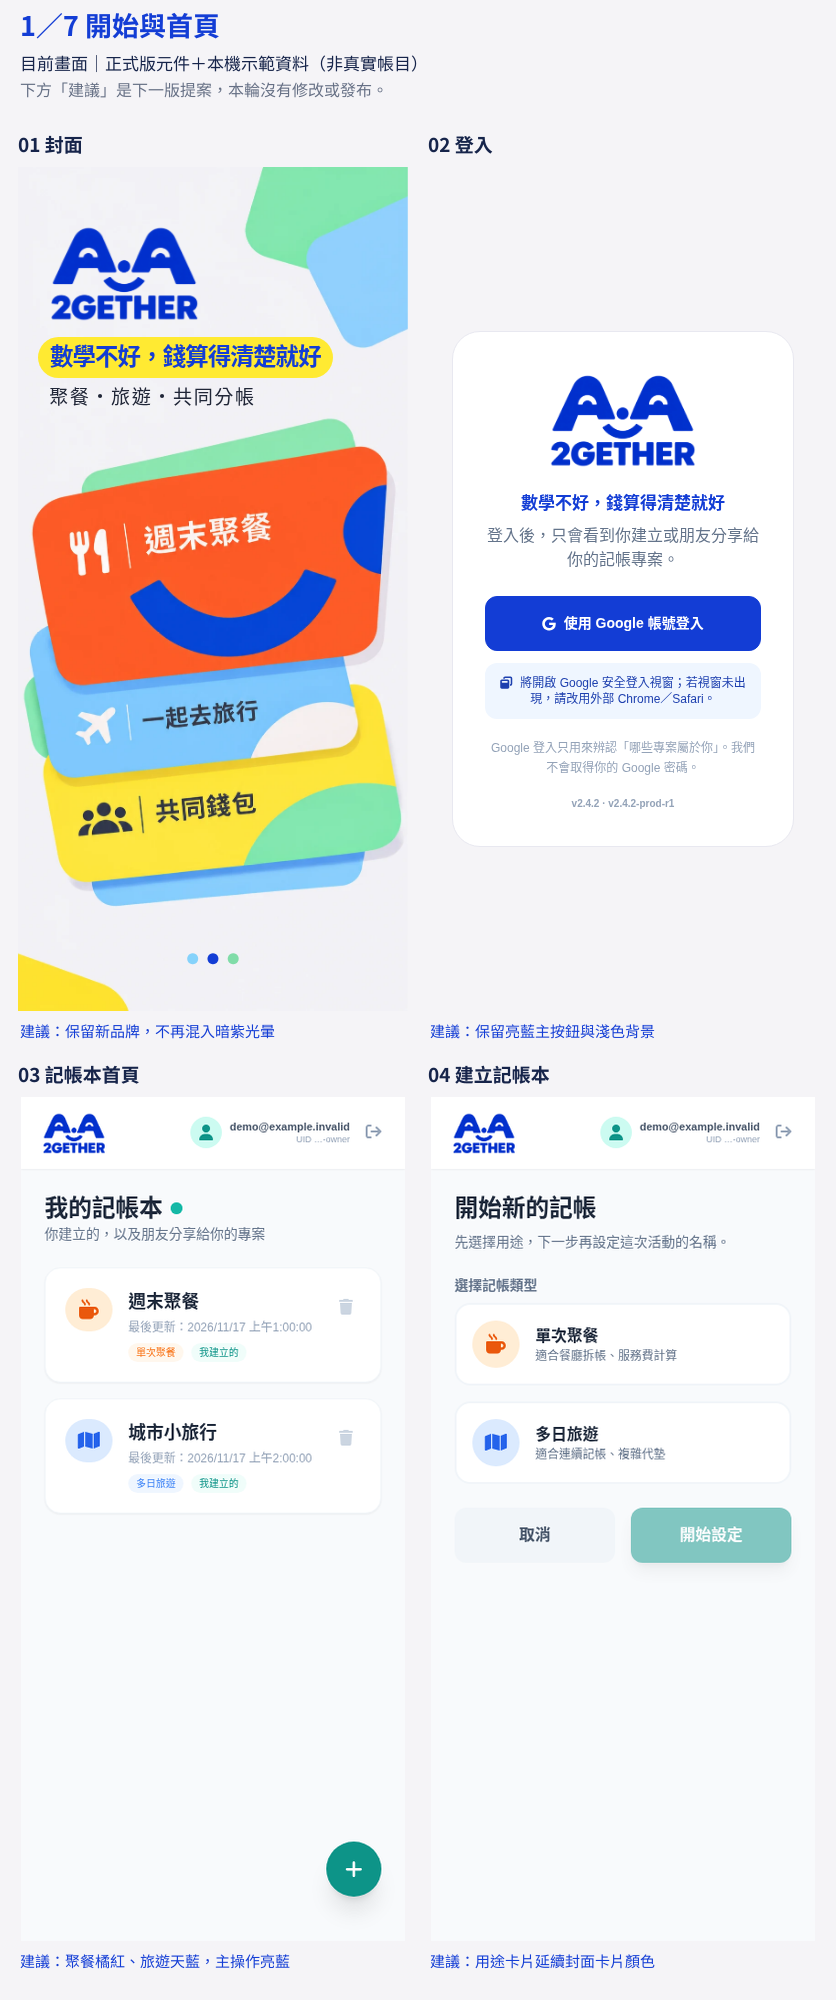 1／7 開始與首頁
目前畫面｜正式版元件＋本機示範資料（非真實帳目）
下方「建議」是下一版提案，本輪沒有修改或發布。
01 封面
A.A
2GETHER
數學不好，錢算得清楚就好
聚餐・旅遊・共同分帳
週末聚餐
一起去旅行
共同錢包
建議：保留新品牌，不再混入暗紫光暈
02 登入
A.A
2GETHER
數學不好，錢算得清楚就好
登入後，只會看到你建立或朋友分享給
你的記帳專案。
使用 Google 帳號登入
將開啟 Google 安全登入視窗；若視窗未出
現，請改用外部 Chrome／Safari。
Google 登入只用來辨認「哪些專案屬於你」。我們
不會取得你的 Google 密碼。
v2.4.2 · v2.4.2-prod-r1
建議：保留亮藍主按鈕與淺色背景
03 記帳本首頁
A.A
2GETHER
demo@example.invalid
UID …-owner
我的記帳本
你建立的，以及朋友分享給你的專案
週末聚餐
最後更新：2026/11/17 上午1:00:00
單次聚餐
我建立的
城市小旅行
最後更新：2026/11/17 上午2:00:00
多日旅遊
我建立的
建議：聚餐橘紅、旅遊天藍，主操作亮藍
04 建立記帳本
A.A
2GETHER
demo@example.invalid
UID …-owner
開始新的記帳
先選擇用途，下一步再設定這次活動的名稱。
選擇記帳類型
單次聚餐
適合餐廳拆帳、服務費計算
多日旅遊
適合連續記帳、複雜代墊
取消
開始設定
建議：用途卡片延續封面卡片顏色